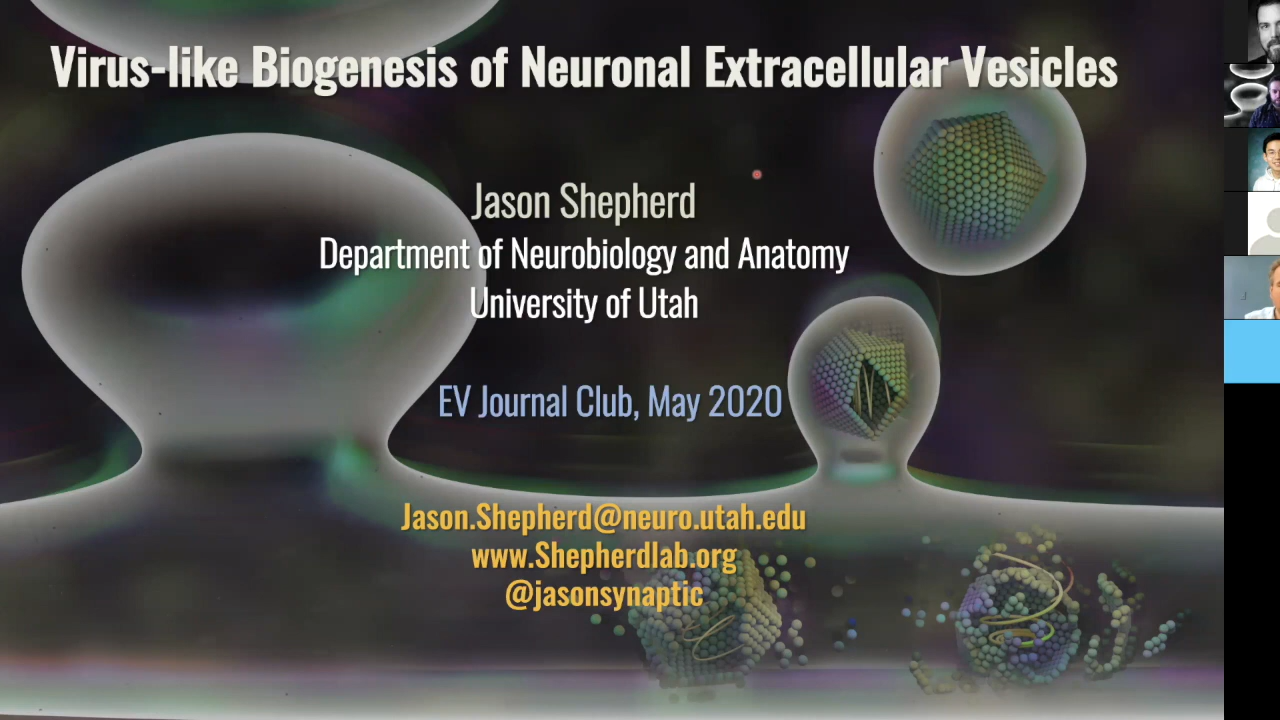 Virus-like Biogenesis of Neuronal Extracellular Vesicles
Jason Shepherd
Department of Neurobiology and Anatomy
University of Utah
EV Journal Club, May 2020
Jason.Shepherd@neuro.utah.edu
www.Shepherdlab.org
@jasonsynaptic